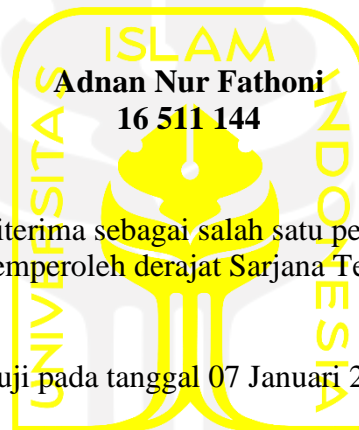 ISLAM
UNIVERSITAS
INDONESIA
Adnan Nur Fathoni
16 511 144
iterima sebagai salah satu pe
emperoleh derajat Sarjana Te
uji pada tanggal 07 Januari 2